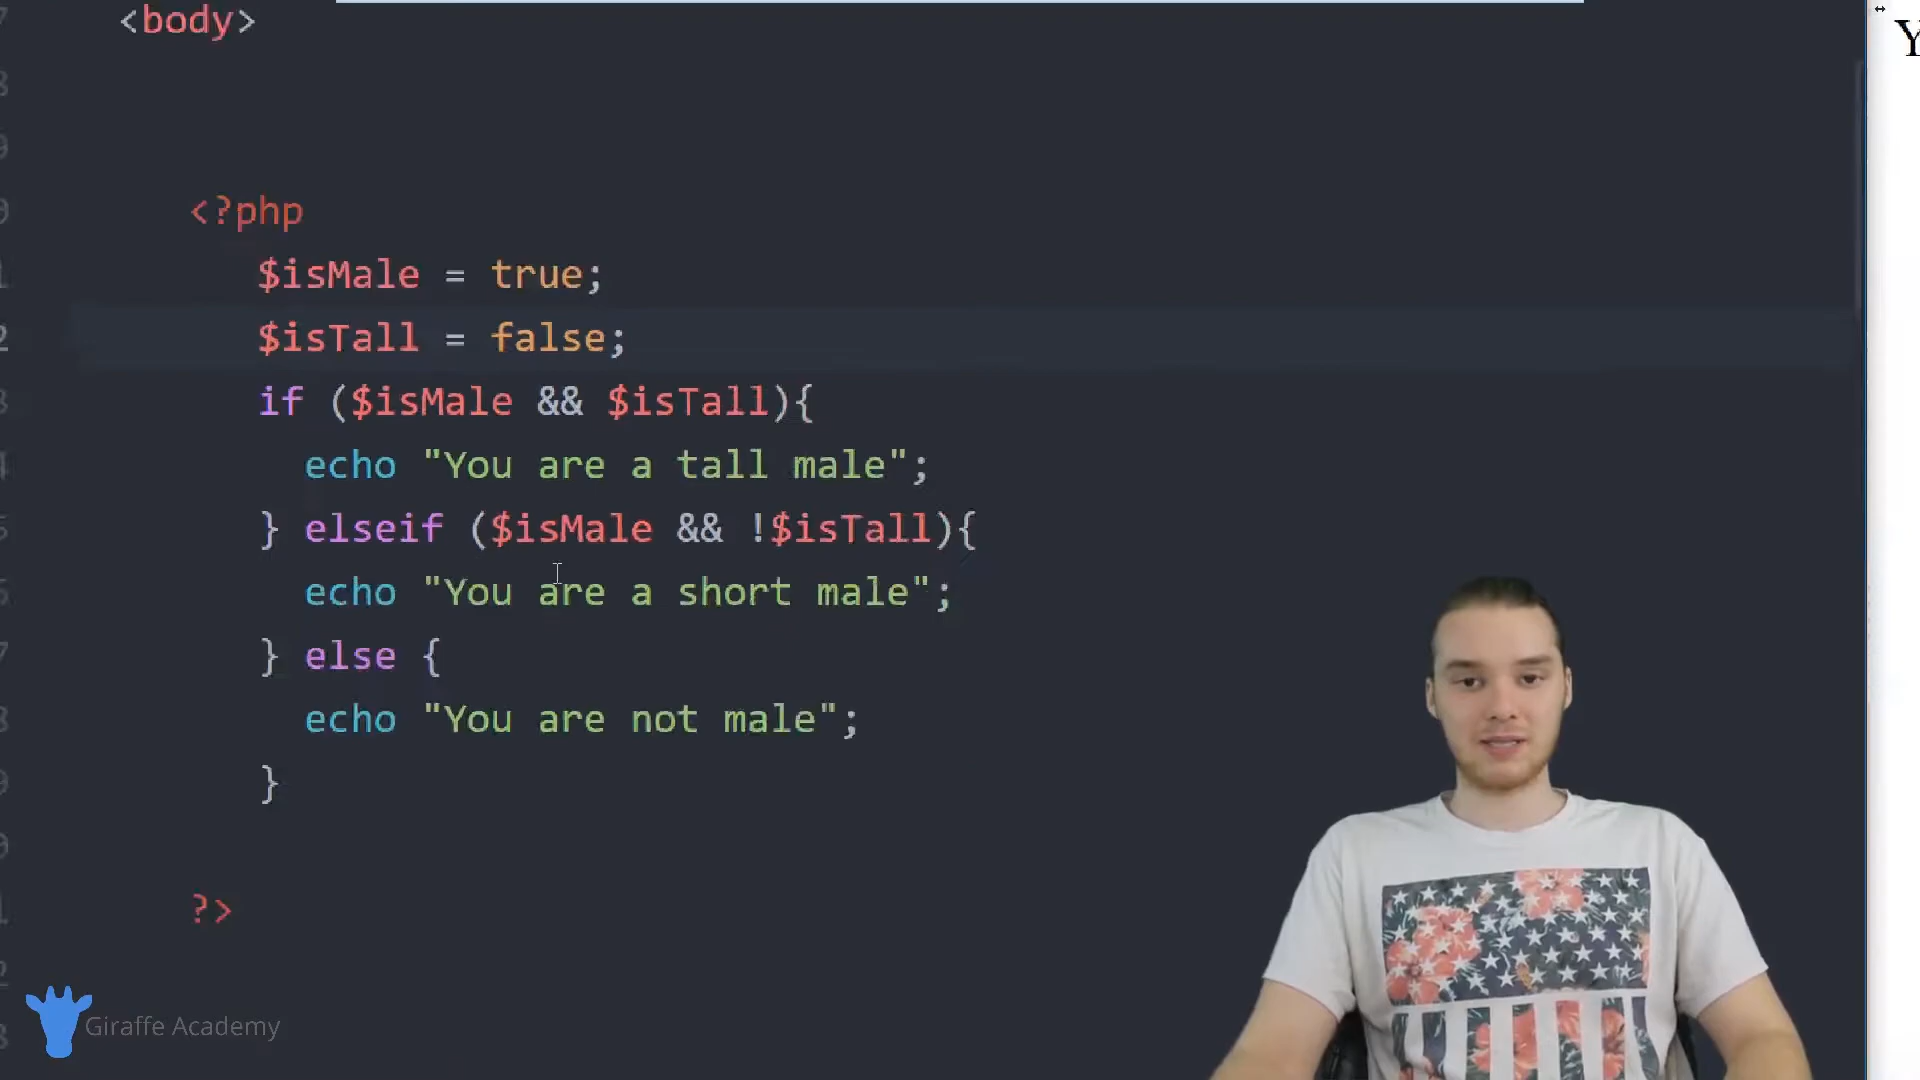 <body>
<?php
$isMale = true;
$isTall = false;
if ($isMale && $isTall){
echo "You are a tall male";
} elseif ($isMale && !$isTall){
echo "You are a short male";
} else {
echo "You are not male";
}
?>
Giraffe Academy
Y